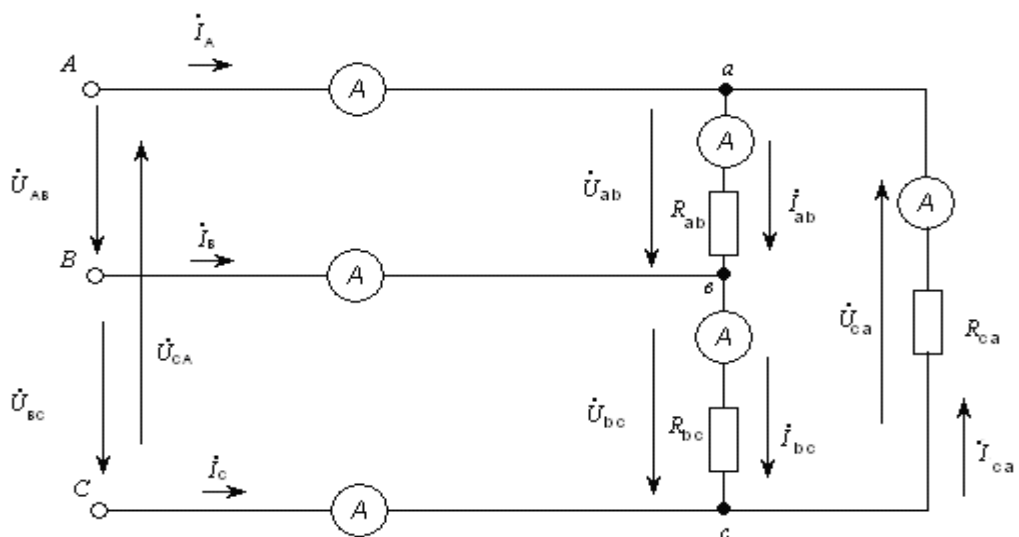 İ_A
A
A
a
A
U̇_AB
U̇_ab
R_ab
İ_ab
A
B
İ_B
A
в
U̇_CA
A
U̇_ca
R_ca
U̇_BC
U̇_bc
R_bc
İ_bc
İ_ca
C
İ_C
A
c